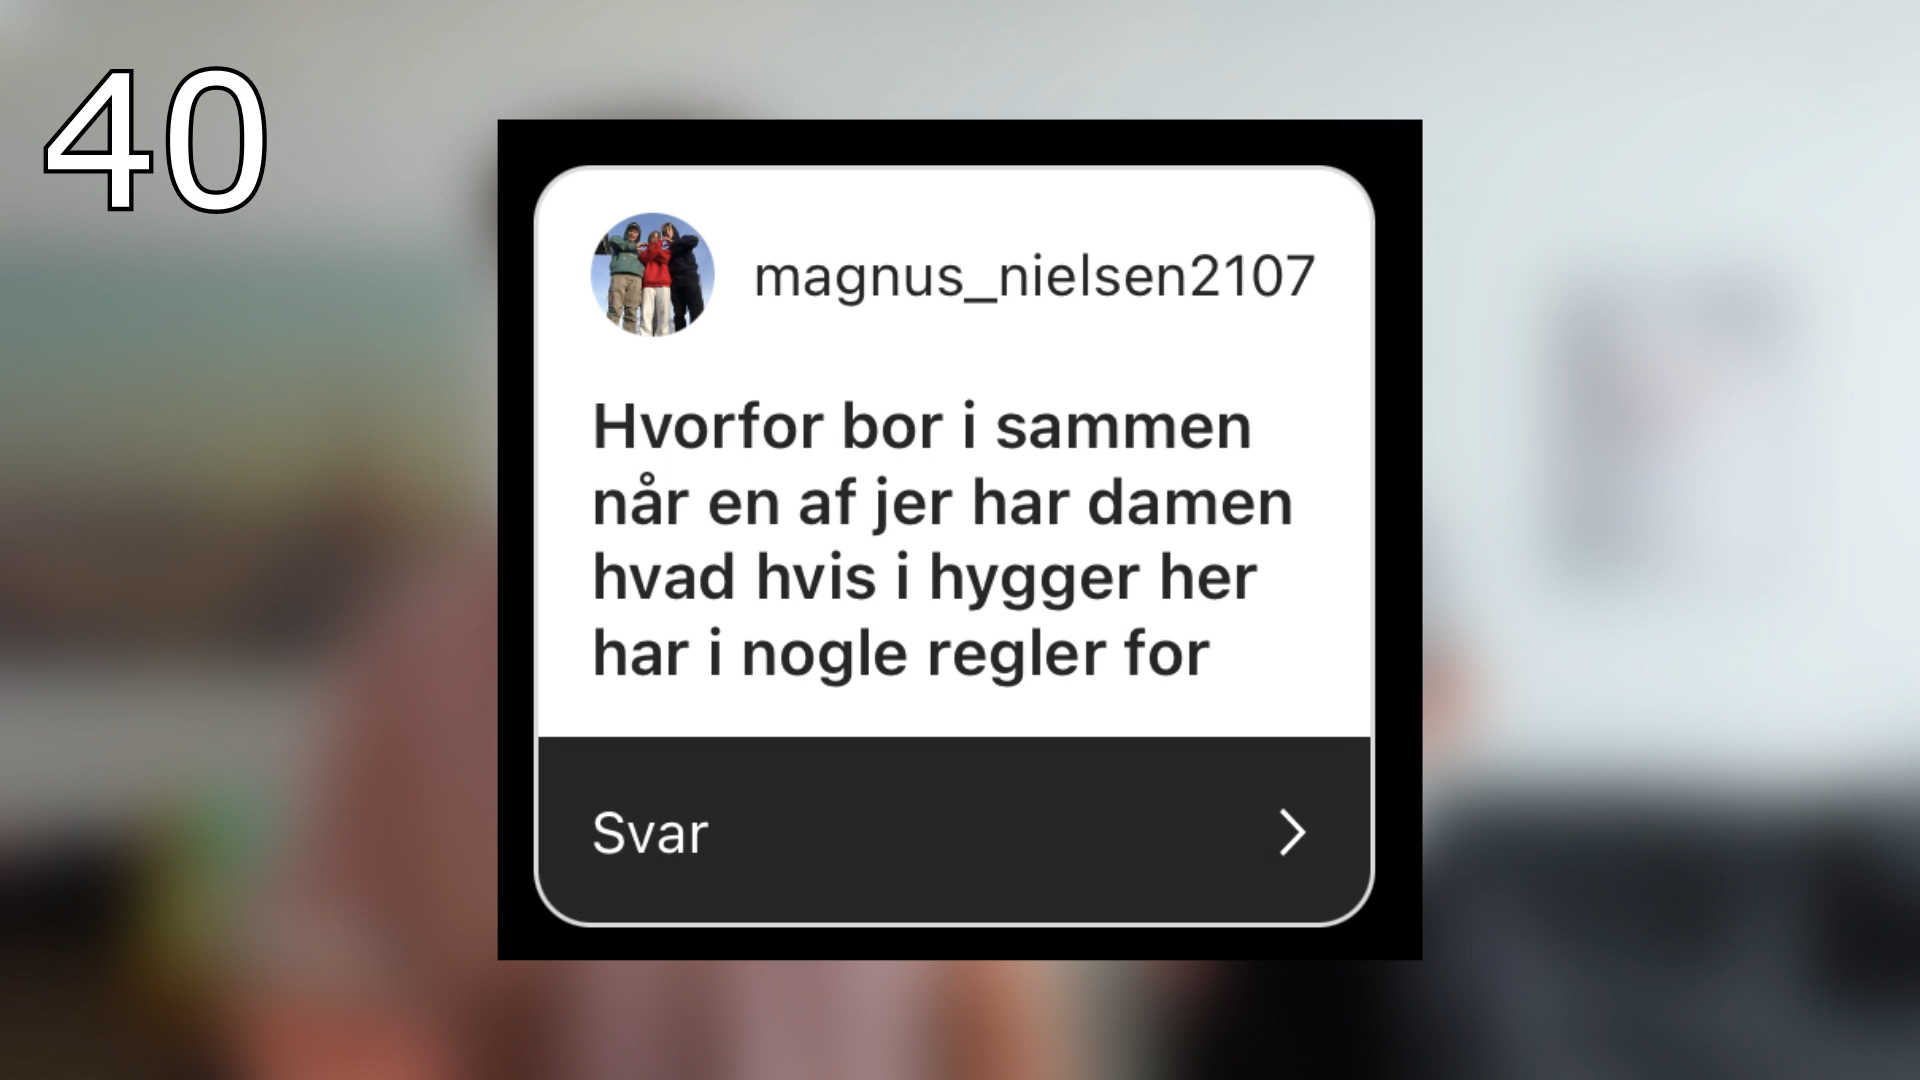 40
magnus_nielsen2107
Hvorfor bor i sammen
når en af jer har damen
hvad hvis i hygger her
har i nogle regler for
Svar